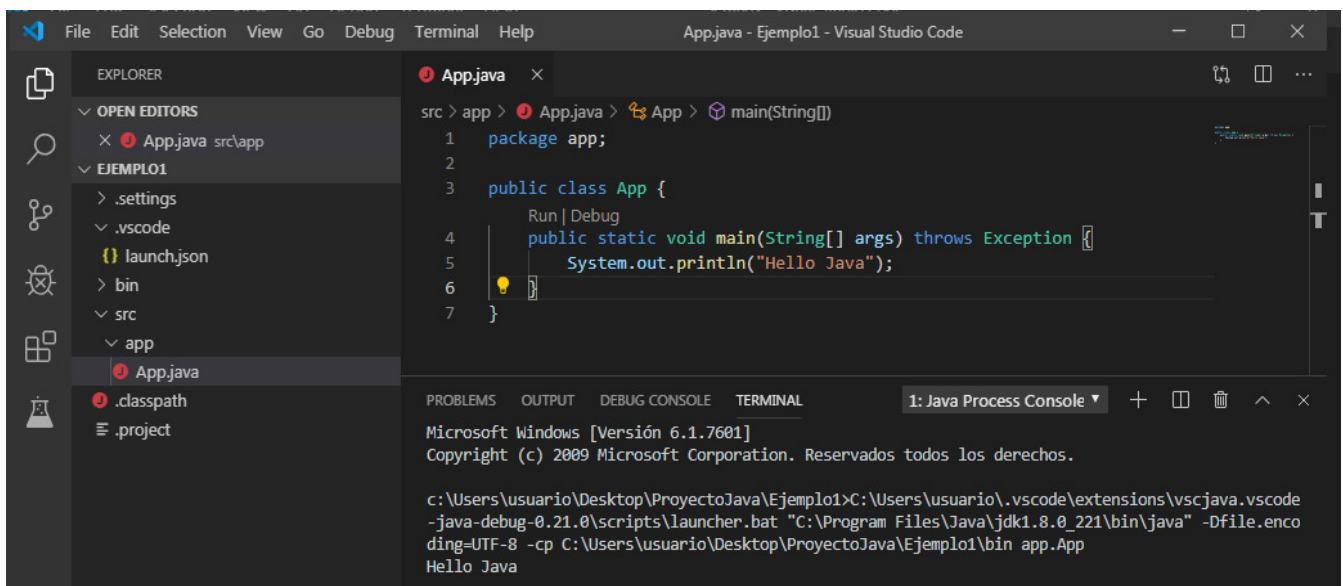 File Edit Selection View Go Debug Terminal Help App.java - Ejemplo1 - Visual Studio Code
EXPLORER
OPEN EDITORS
App.java src\app
EJEMPLO1
.settings
.vscode
{} launch.json
bin
src
app
App.java
.classpath
.project
App.java
src > app > App.java > App > main(String[])
1 package app;
2
3 public class App {
Run | Debug
4 public static void main(String[] args) throws Exception {
5 System.out.println("Hello Java");
6 }
7 }
PROBLEMS OUTPUT DEBUG CONSOLE TERMINAL 1: Java Process Console
Microsoft Windows [Versión 6.1.7601]
Copyright (c) 2009 Microsoft Corporation. Reservados todos los derechos.
c:\Users\usuario\Desktop\ProyectoJava\Ejemplo1>C:\Users\usuario\.vscode\extensions\vscjava.vscode
-java-debug-0.21.0\scripts\launcher.bat "C:\Program Files\Java\jdk1.8.0_221\bin\java" -Dfile.enco
ding=UTF-8 -cp C:\Users\usuario\Desktop\ProyectoJava\Ejemplo1\bin app.App
Hello Java